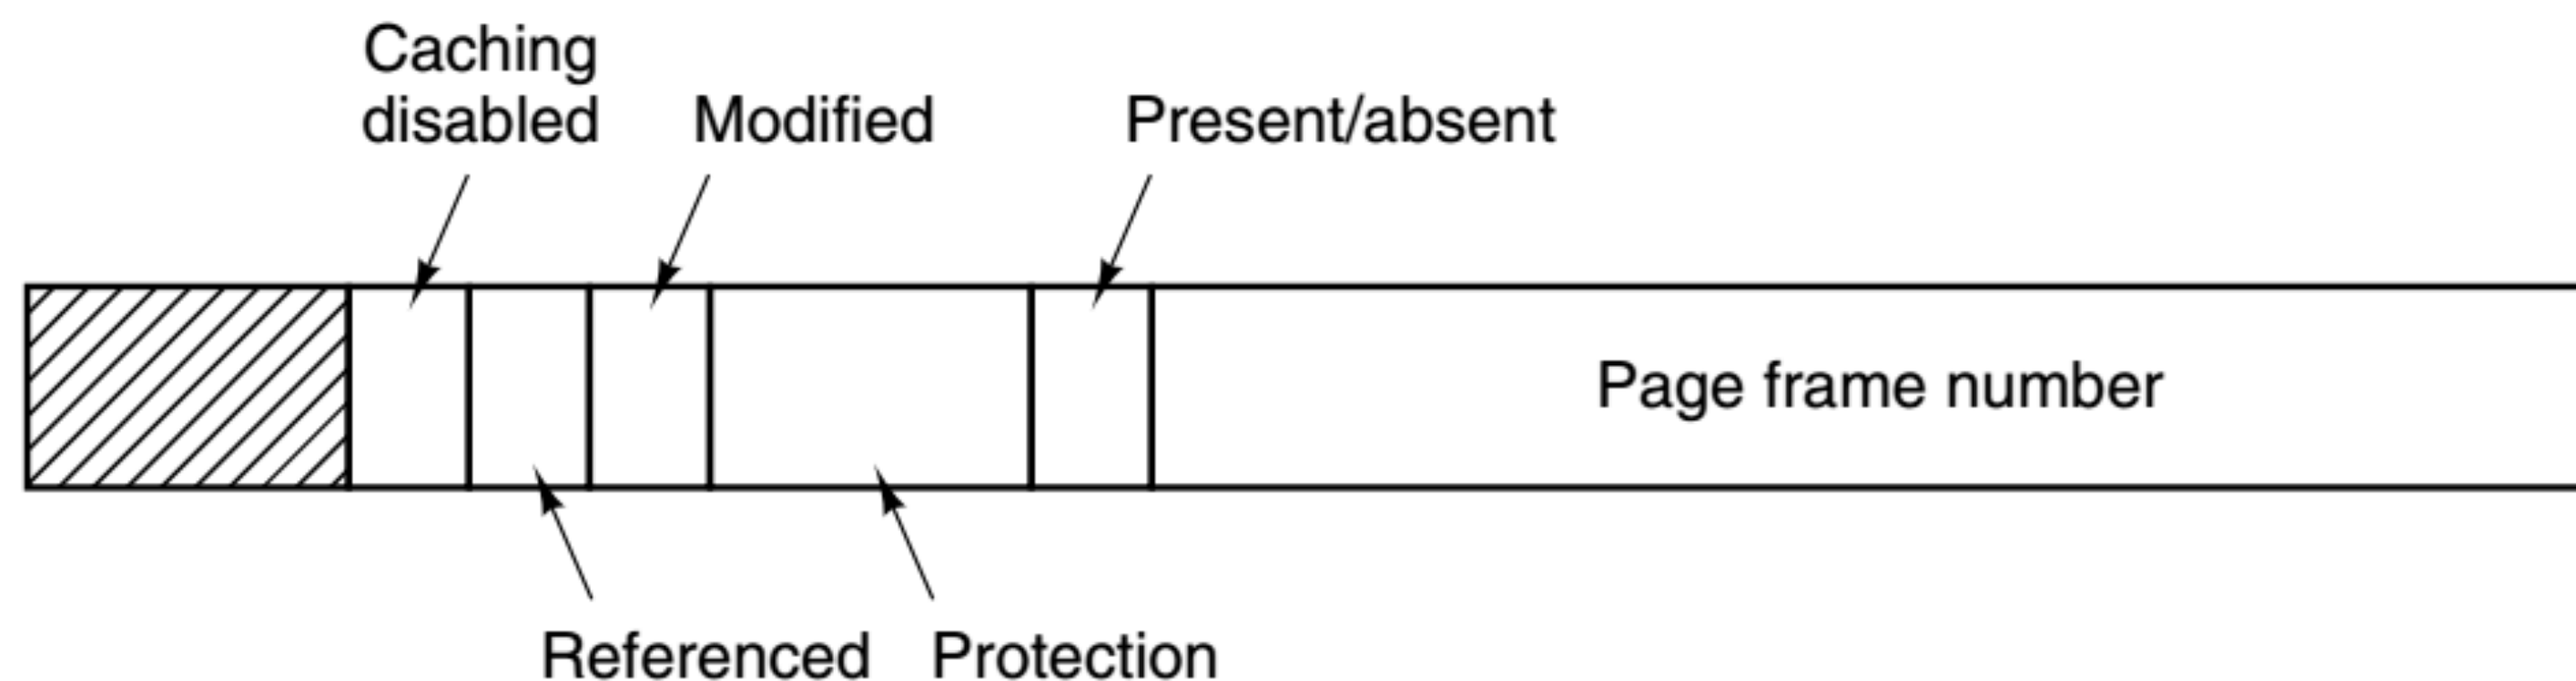 Caching
disabled
Modified
Present/absent
Page frame number
Referenced
Protection